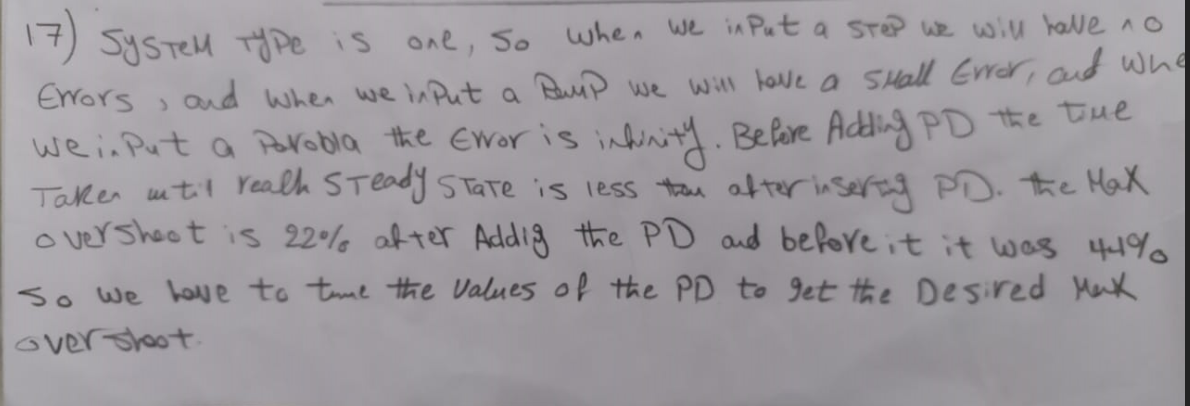 17) System Type is one, so when we input a step we will have no
Errors, and when we input a Ramp we will have a small Error, and whe
we input a Parobla the Error is infinity. Before Adding PD the time
Taken until reach steady state is less than after inserting PD. the Max
overshoot is 22% after Addig the PD and before it it was 44%
so we have to tune the values of the PD to get the Desired Max
overshoot.